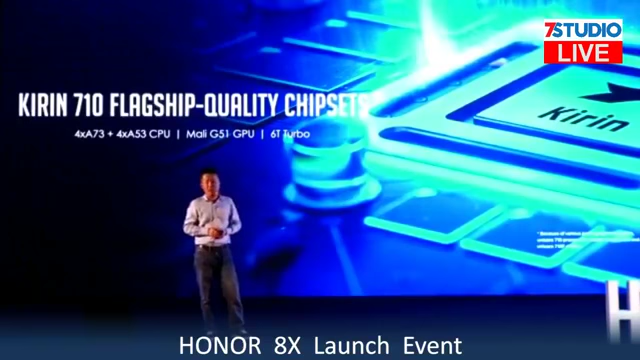 7STUDIO
LIVE
KIRIN 710 FLAGSHIP-QUALITY CHIPSETS
4xA73 + 4xA53 CPU | Mali G51 GPU | 6T Turbo
Kirin
H
HONOR 8X Launch Event